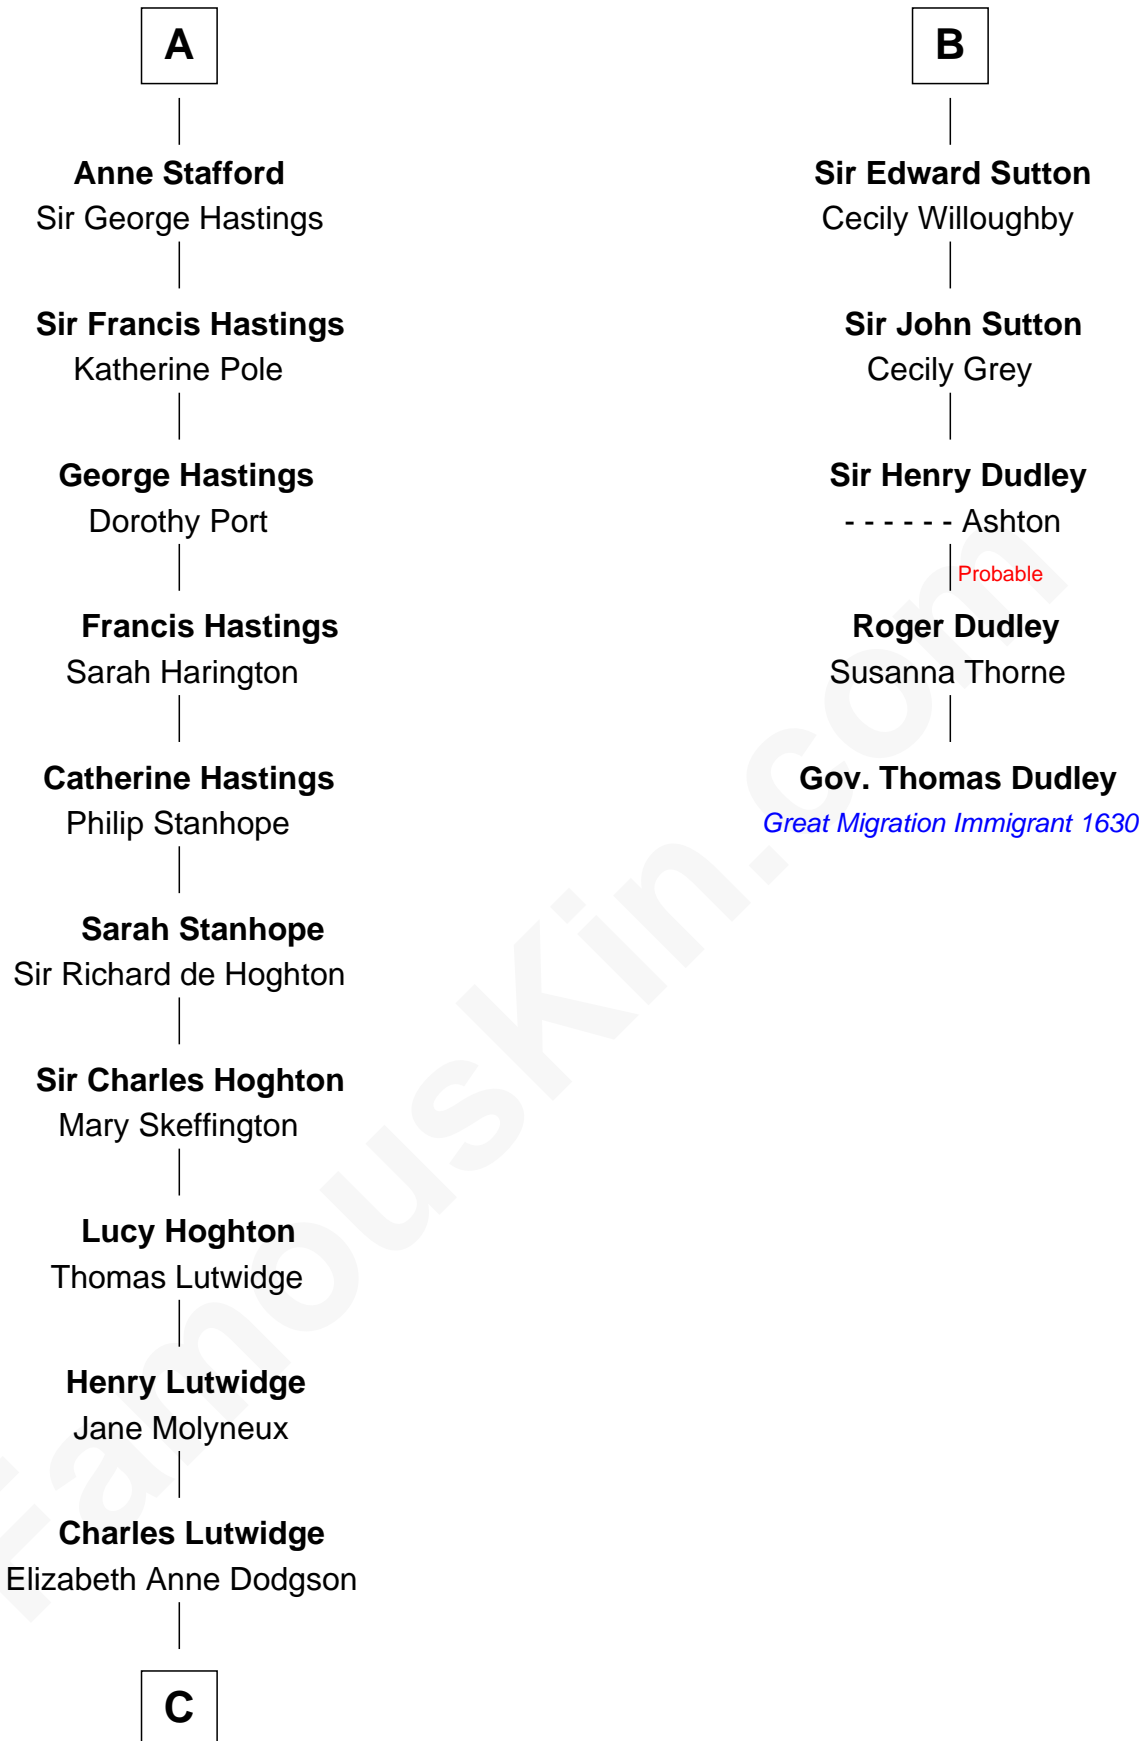 A
Anne Stafford
Sir George Hastings
Sir Francis Hastings
Katherine Pole
George Hastings
Dorothy Port
Francis Hastings
Sarah Harington
Catherine Hastings
Philip Stanhope
Sarah Stanhope
Sir Richard de Hoghton
Sir Charles Hoghton
Mary Skeffington
Lucy Hoghton
Thomas Lutwidge
Henry Lutwidge
Jane Molyneux
Charles Lutwidge
Elizabeth Anne Dodgson
C
B
Sir Edward Sutton
Cecily Willoughby
Sir John Sutton
Cecily Grey
Sir Henry Dudley
- - - - - - Ashton
Probable
Roger Dudley
Susanna Thorne
Gov. Thomas Dudley
Great Migration Immigrant 1630
FamousKin.com